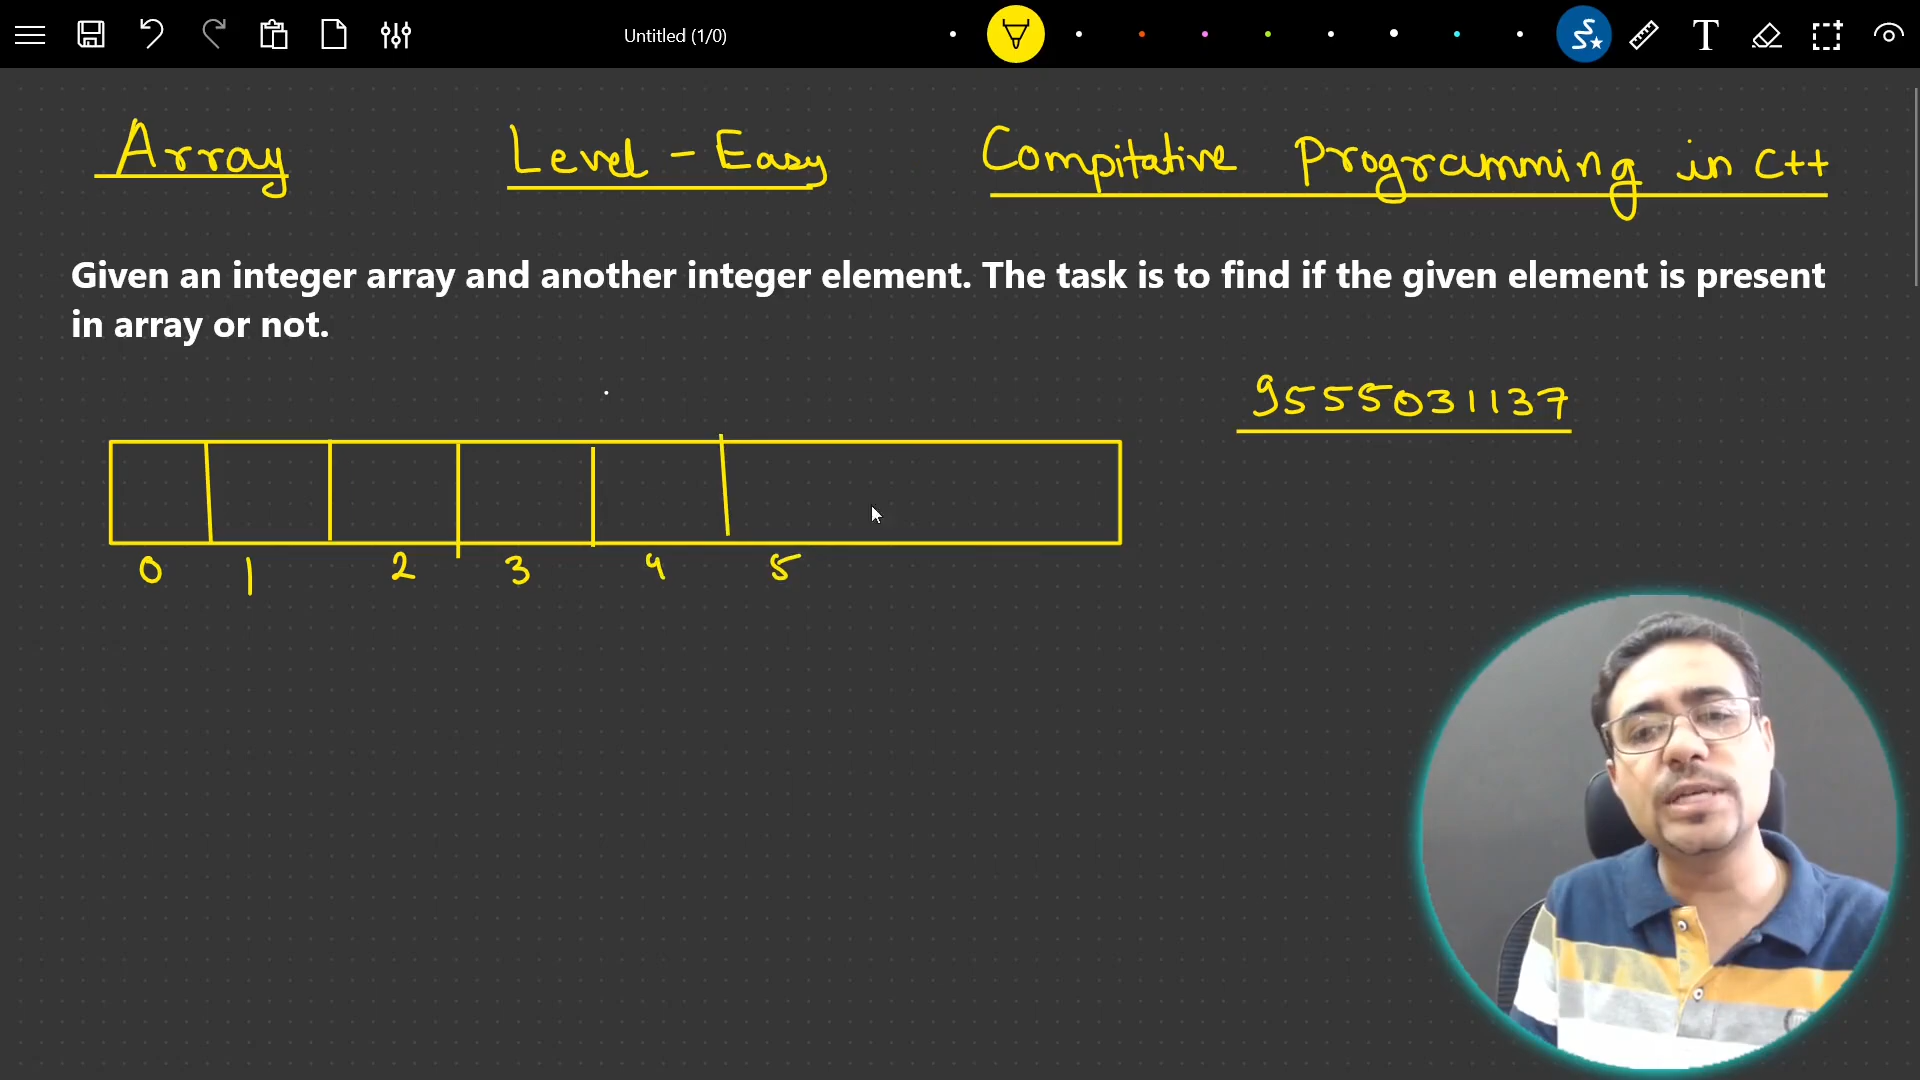 Untitled (1/0)
T
Array Level - Easy Compitative Programming in C++
Given an integer array and another integer element. The task is to find if the given element is present
in array or not.
9555031137
0 1 2 3 4 5